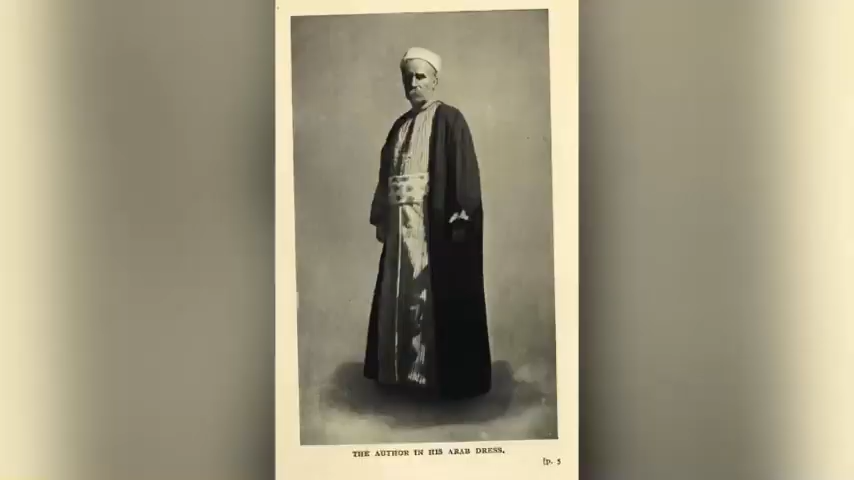 THE AUTHOR IN HIS ARAB DRESS.
[p. 5